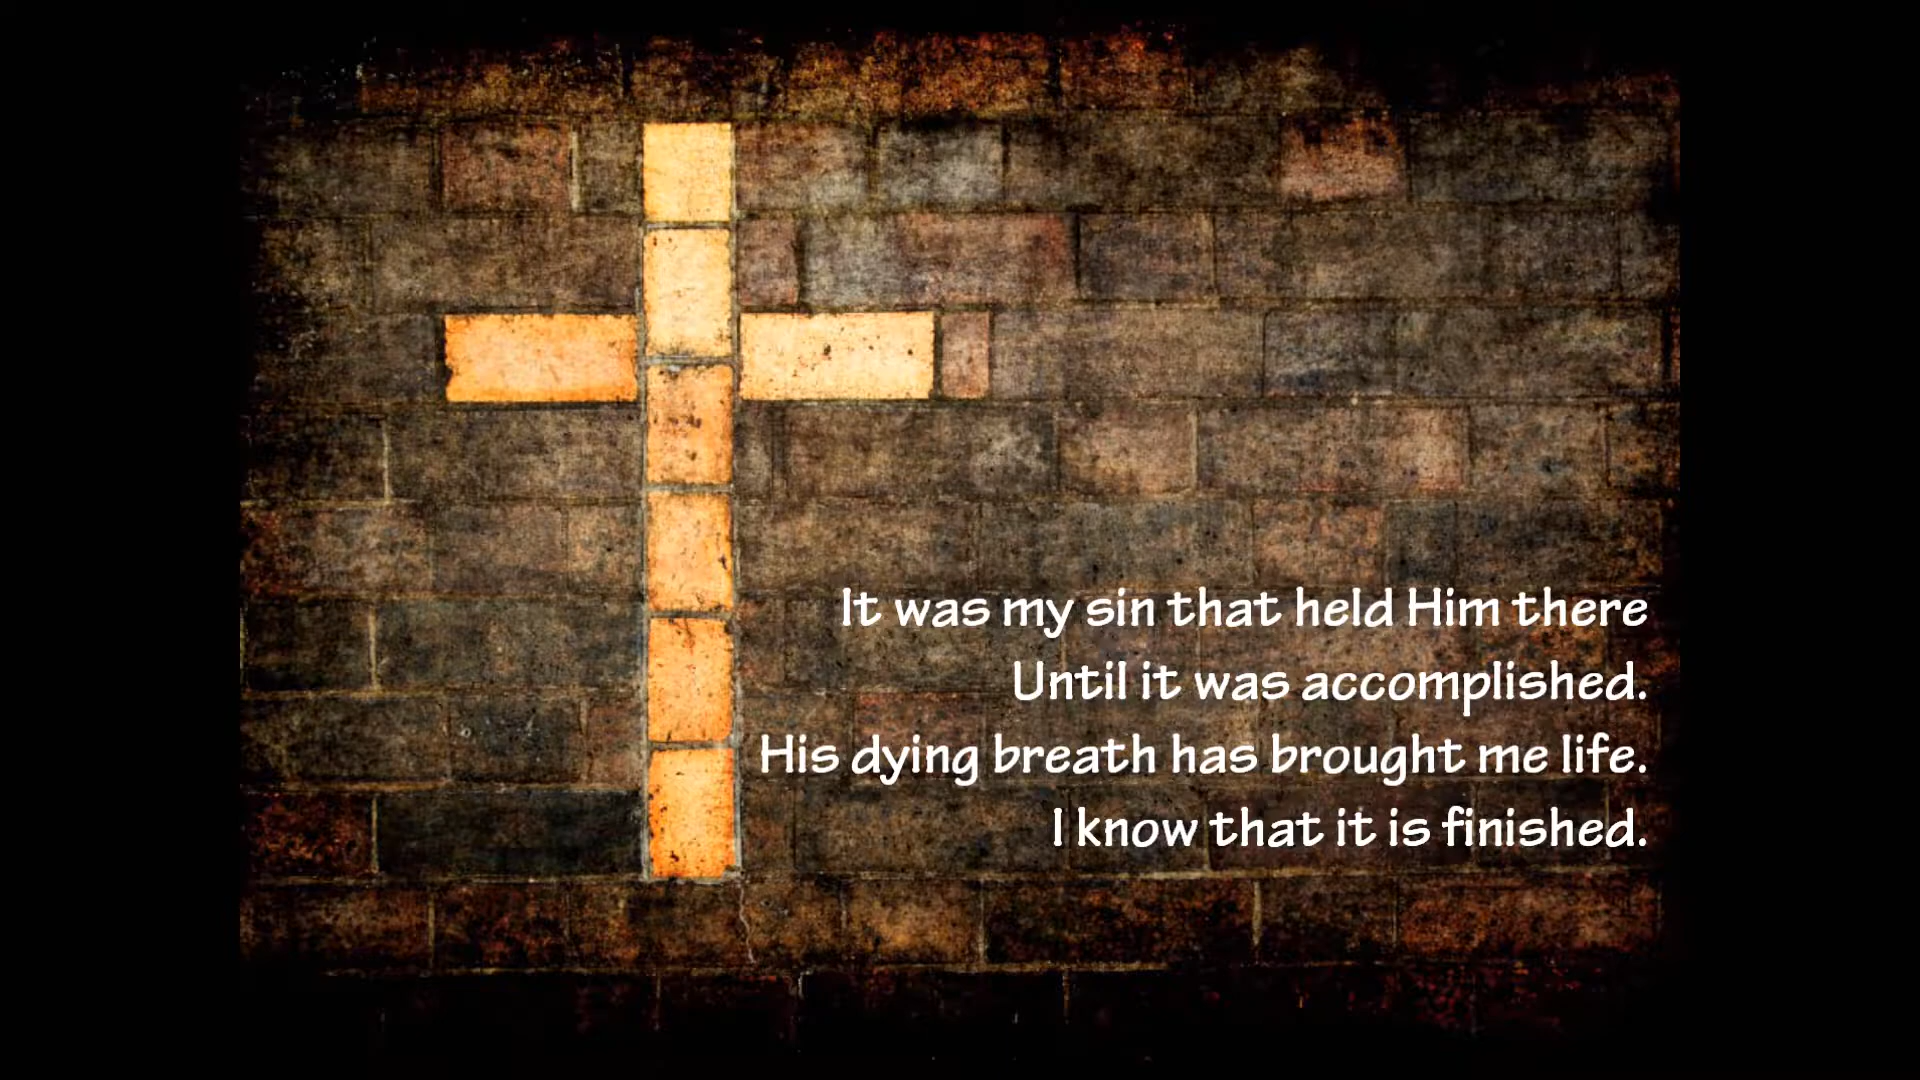 It was my sin that held Him there
Until it was accomplished.
His dying breath has brought me life.
I know that it is finished.